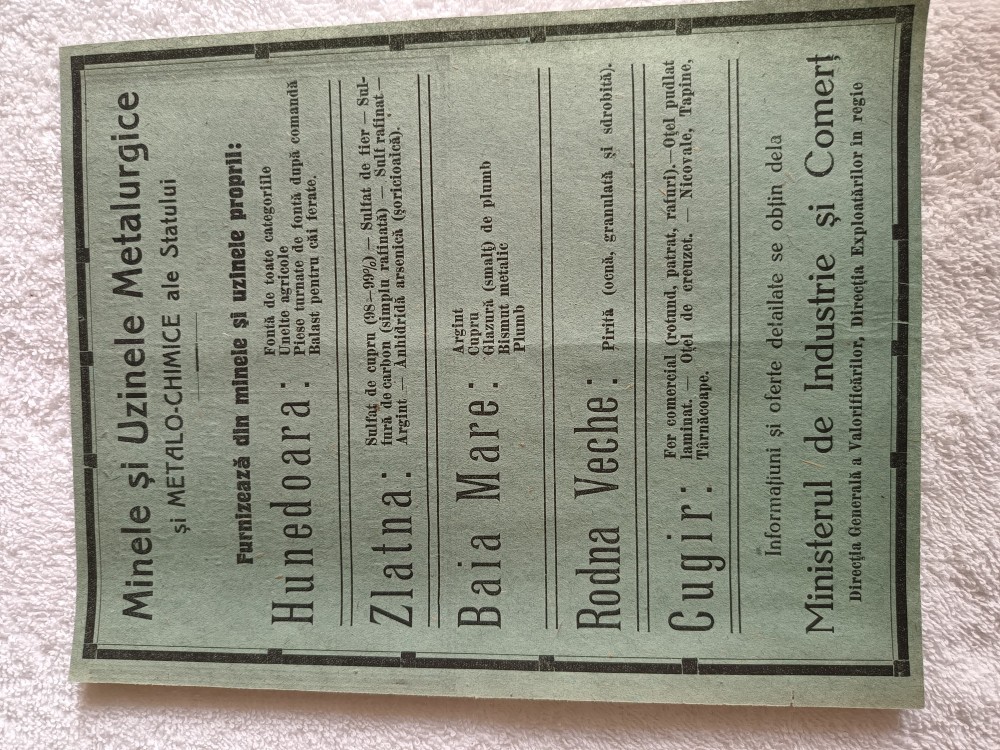 Minele și Uzinele Metalurgice
și METALO-CHIMICE ale Statului
Furnizează din minele și uzinele proprii:
Hunedoara:
Fontă de toate categoriile
Unelte agricole
Piese turnate de fontă după comandă
Balast pentru căi ferate.
Zlatna:
Sulfat de cupru (98—99%) — Sulfat de fier — Sul-
fură de carbon (simplu rafinată) — Sulf rafinat —
Argint — Anhidridă arsenică (șoricioaică).
Baia Mare:
Argint
Cupru
Glazură (smalț) de plumb
Bismut metalic
Plumb
Rodna Veche:
Pirită (ocnă, granulată și sdrobită).
Cugir:
Fer comercial (rotund, patrat, rafuri).—Oțel pudlat
laminat. — Oțel de creuzet. — Nicovale, Tapine,
Târnăcoape.
Informațiuni și oferte detailate se obțin dela
Ministerul de Industrie și Comerț
Direcția Generală a Valorificărilor, Direcția Exploatărilor în regie